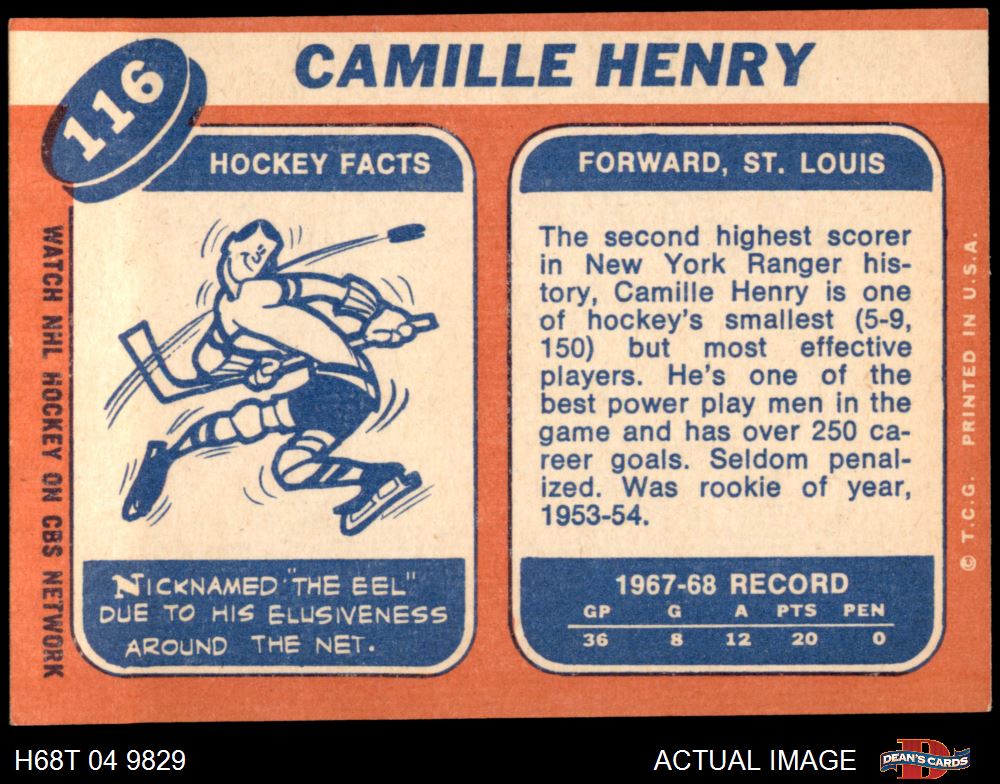 116
CAMILLE HENRY
HOCKEY FACTS
NICKNAMED "THE EEL"
DUE TO HIS ELUSIVENESS
AROUND THE NET.
FORWARD, ST. LOUIS
The second highest scorer
in New York Ranger his-
tory, Camille Henry is one
of hockey's smallest (5-9,
150) but most effective
players. He's one of the
best power play men in the
game and has over 250 ca-
reer goals. Seldom penal-
ized. Was rookie of year,
1953-54.
1967-68 RECORD
GP G A PTS PEN
36 8 12 20 0
WATCH NHL HOCKEY ON CBS NETWORK
© T.C.G. PRINTED IN U.S.A.
H68T 04 9829
ACTUAL IMAGE
D
DEAN'S CARDS